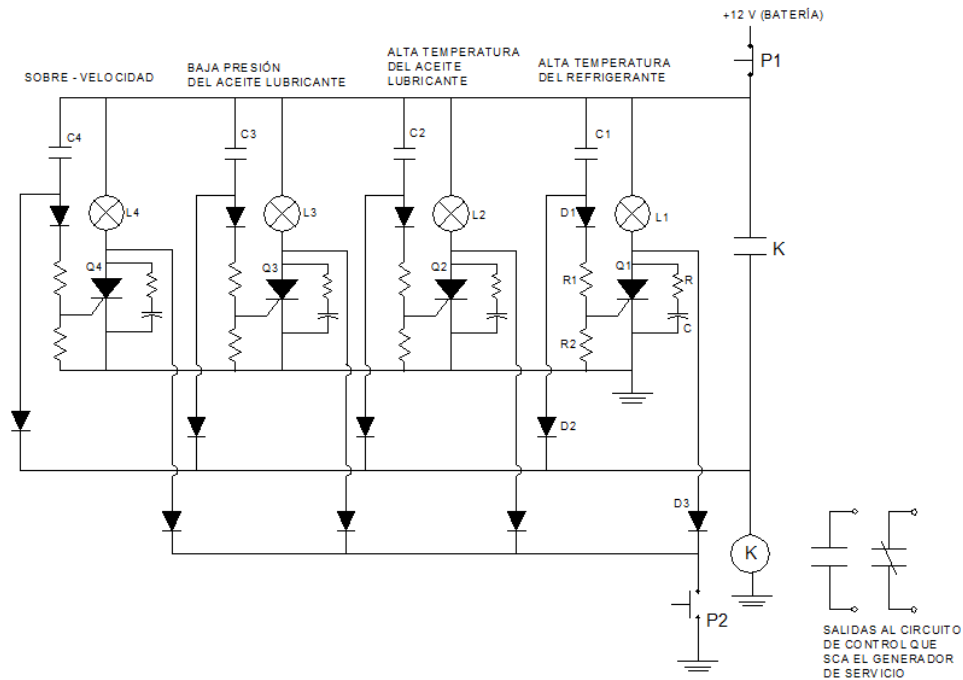 +12 V (BATERÍA)
P1
SOBRE - VELOCIDAD
BAJA PRESIÓN
DEL ACEITE LUBRICANTE
ALTA TEMPERATURA
DEL ACEITE
LUBRICANTE
ALTA TEMPERATURA
DEL REFRIGERANTE
C4
C3
C2
C1
L4
L3
L2
D1
L1
K
Q4
Q3
Q2
R1
Q1
R
C
R2
D2
D3
K
P2
SALIDAS AL CIRCUITO
DE CONTROL QUE
SCA EL GENERADOR
DE SERVICIO